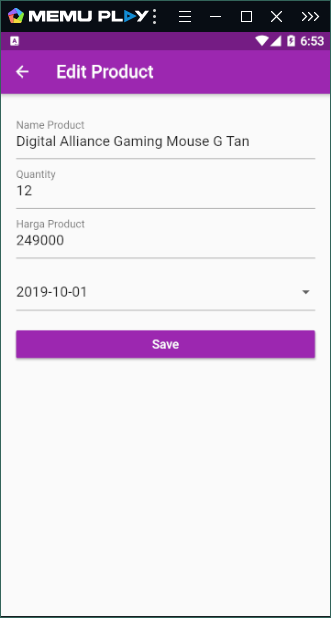 MEMU PLAY
A 6:53
Edit Product
Name Product
Digital Alliance Gaming Mouse G Tan
Quantity
12
Harga Product
249000
2019-10-01
Save